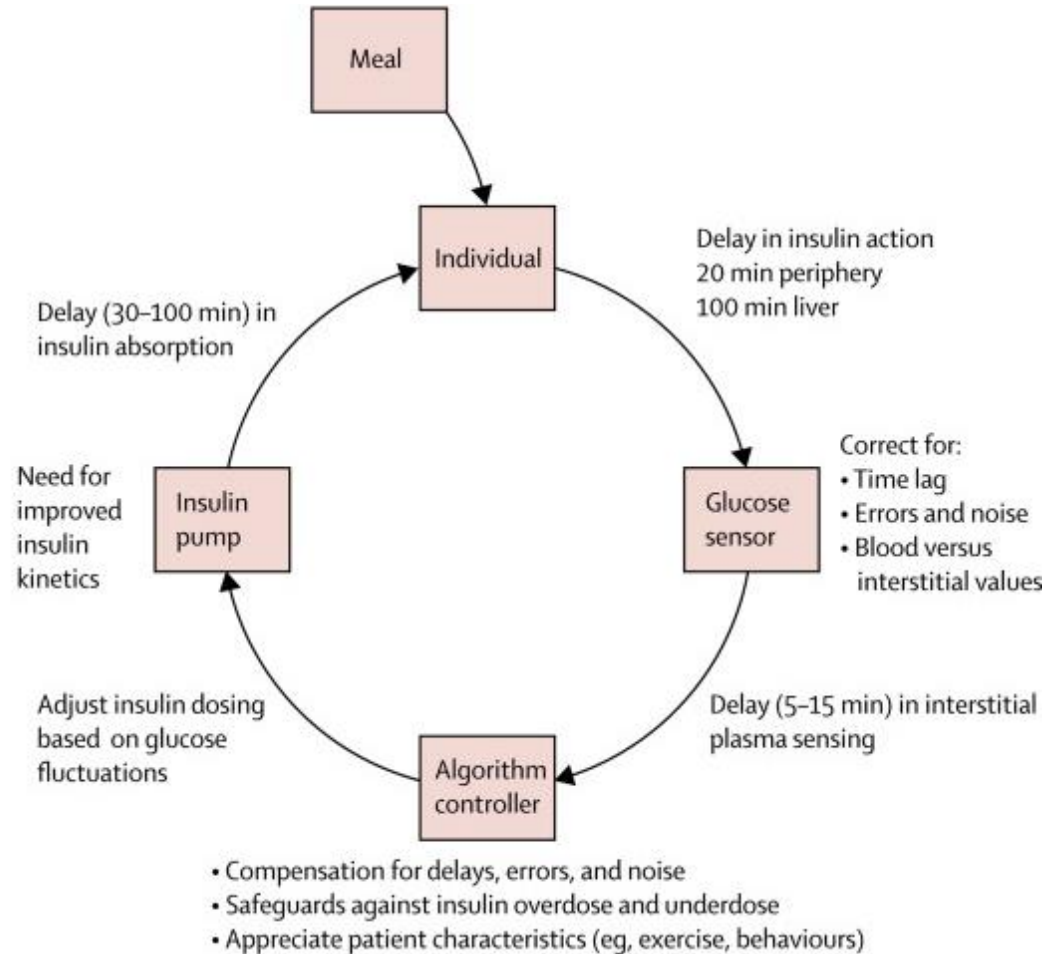 Meal
Individual
Delay in insulin action
20 min periphery
100 min liver
Delay (30–100 min) in
insulin absorption
Correct for:
• Time lag
• Errors and noise
• Blood versus
interstitial values
Glucose
sensor
Insulin
pump
Need for
improved
insulin
kinetics
Delay (5–15 min) in interstitial
plasma sensing
Adjust insulin dosing
based on glucose
fluctuations
Algorithm
controller
• Compensation for delays, errors, and noise
• Safeguards against insulin overdose and underdose
• Appreciate patient characteristics (eg, exercise, behaviours)